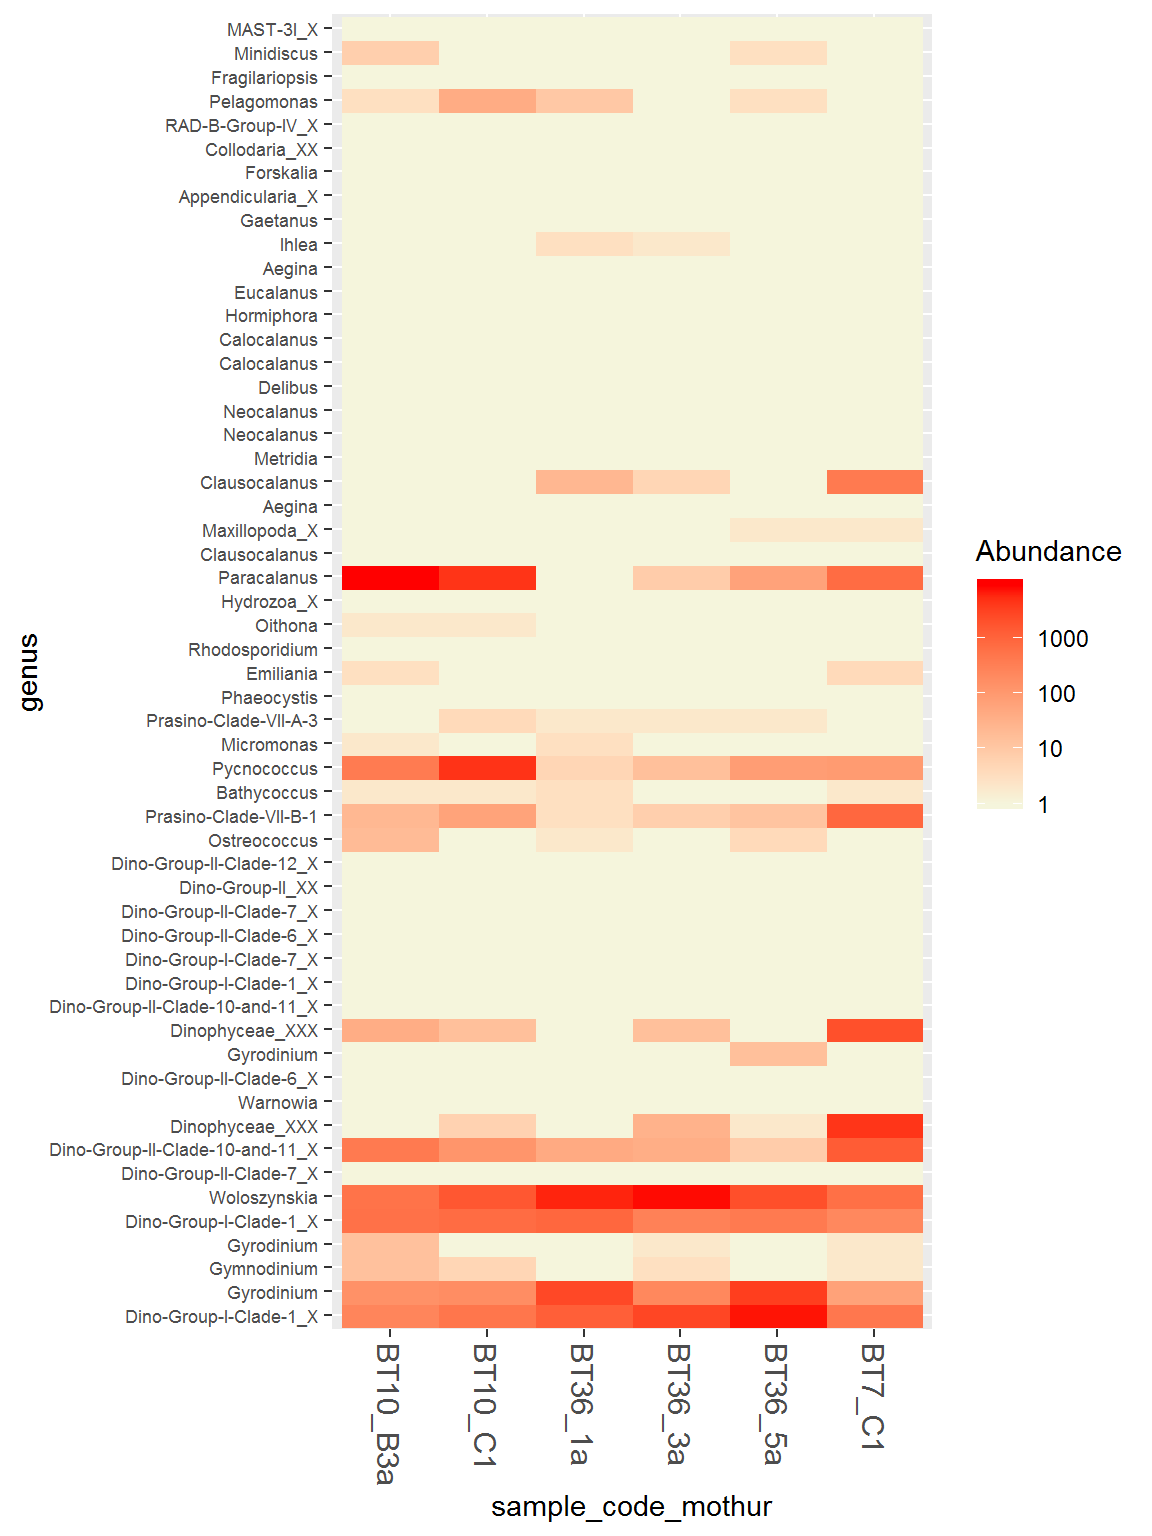 MAST-3I_X
Minidiscus
Fragilariopsis
Pelagomonas
RAD-B-Group-IV_X
Collodaria_XX
Forskalia
Appendicularia_X
Gaetanus
Ihlea
Aegina
Eucalanus
Hormiphora
Calocalanus
Calocalanus
Delibus
Neocalanus
Neocalanus
Metridia
Clausocalanus
Aegina
Maxillopoda_X
Clausocalanus
Paracalanus
Hydrozoa_X
Oithona
Rhodosporidium
Emiliania
Phaeocystis
Prasino-Clade-VII-A-3
Micromonas
Pycnococcus
Bathycoccus
Prasino-Clade-VII-B-1
Ostreococcus
Dino-Group-II-Clade-12_X
Dino-Group-II_XX
Dino-Group-II-Clade-7_X
Dino-Group-II-Clade-6_X
Dino-Group-I-Clade-7_X
Dino-Group-I-Clade-1_X
Dino-Group-II-Clade-10-and-11_X
Dinophyceae_XXX
Gyrodinium
Dino-Group-II-Clade-6_X
Warnowia
Dinophyceae_XXX
Dino-Group-II-Clade-10-and-11_X
Dino-Group-II-Clade-7_X
Woloszynskia
Dino-Group-I-Clade-1_X
Gyrodinium
Gymnodinium
Gyrodinium
Dino-Group-I-Clade-1_X
genus
BT10_B3a
BT10_C1
BT36_1a
BT36_3a
BT36_5a
BT7_C1
sample_code_mothur
Abundance
1000
100
10
1